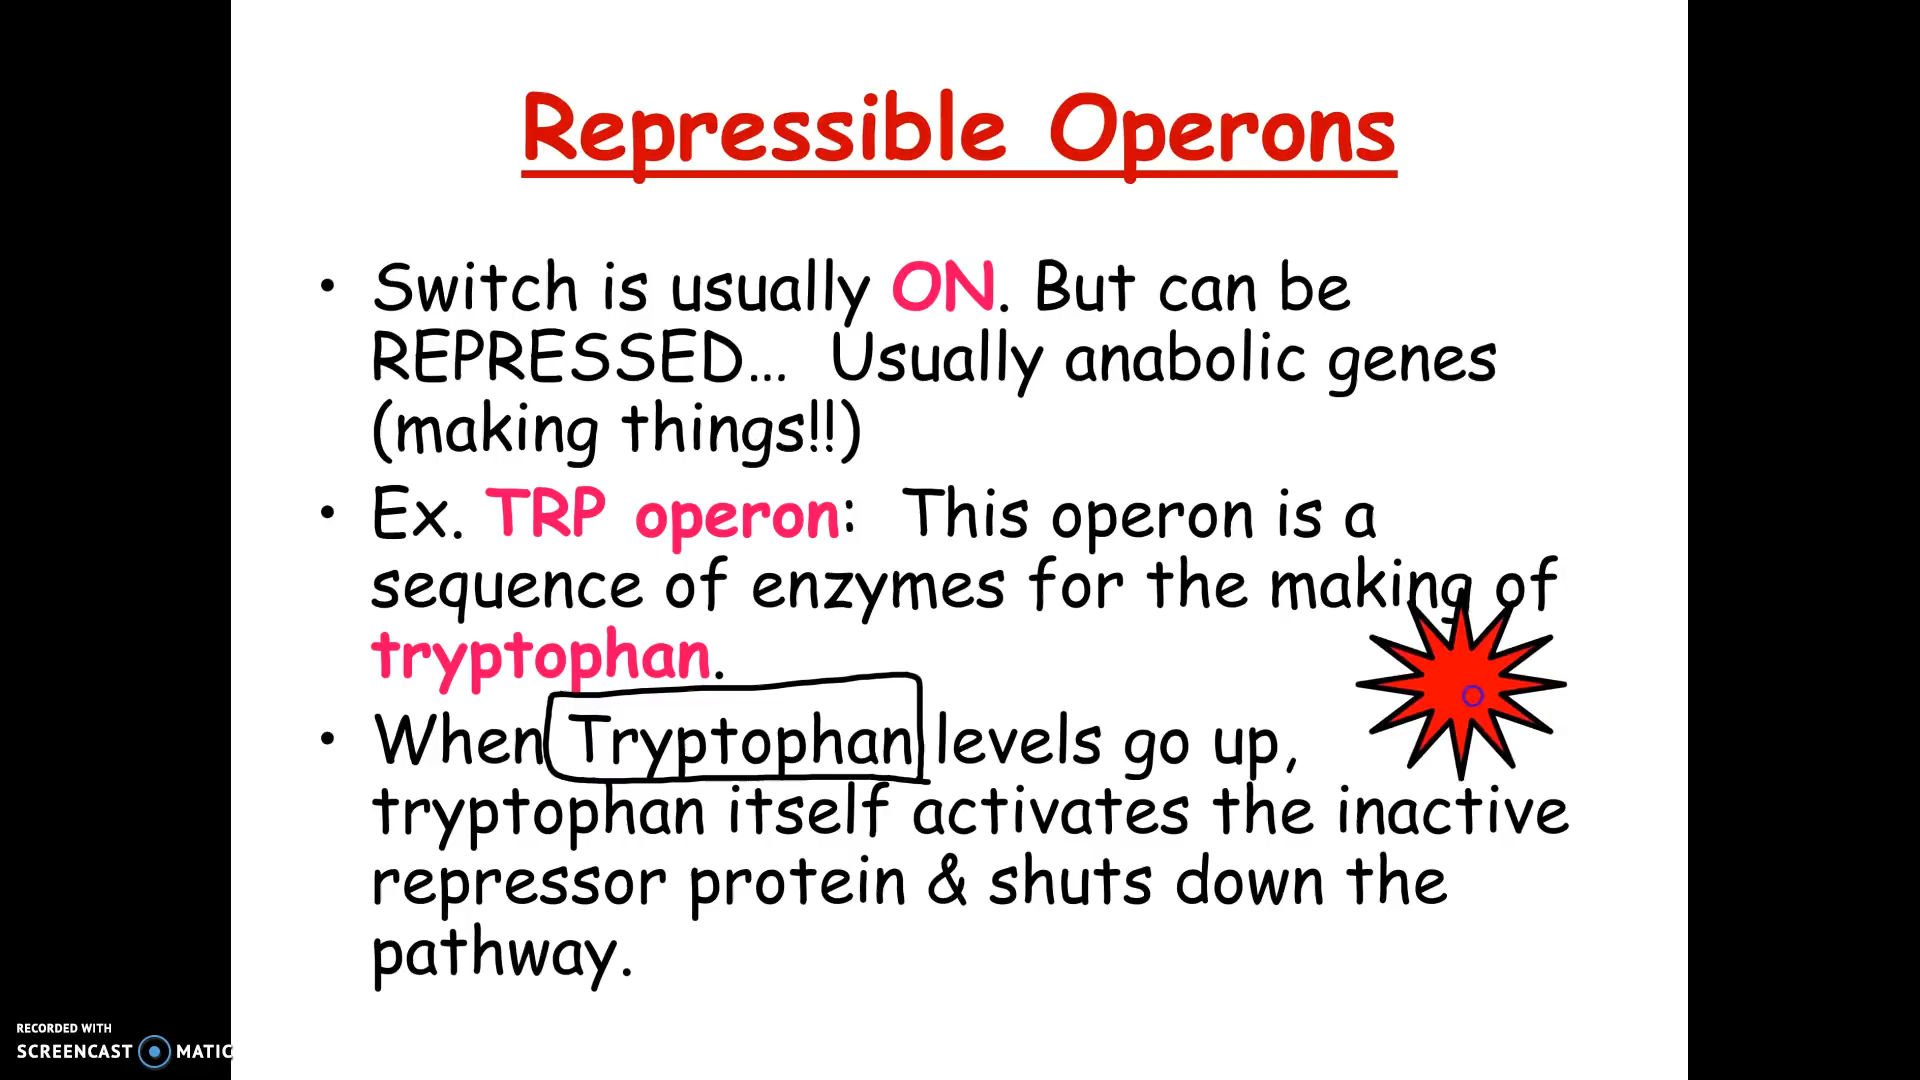 Repressible Operons
• Switch is usually ON. But can be
REPRESSED... Usually anabolic genes
(making things!!)
• Ex. TRP operon: This operon is a
sequence of enzymes for the making of
tryptophan.
• When Tryptophan levels go up,
tryptophan itself activates the inactive
repressor protein & shuts down the
pathway.
RECORDED WITH
SCREENCAST MATIC